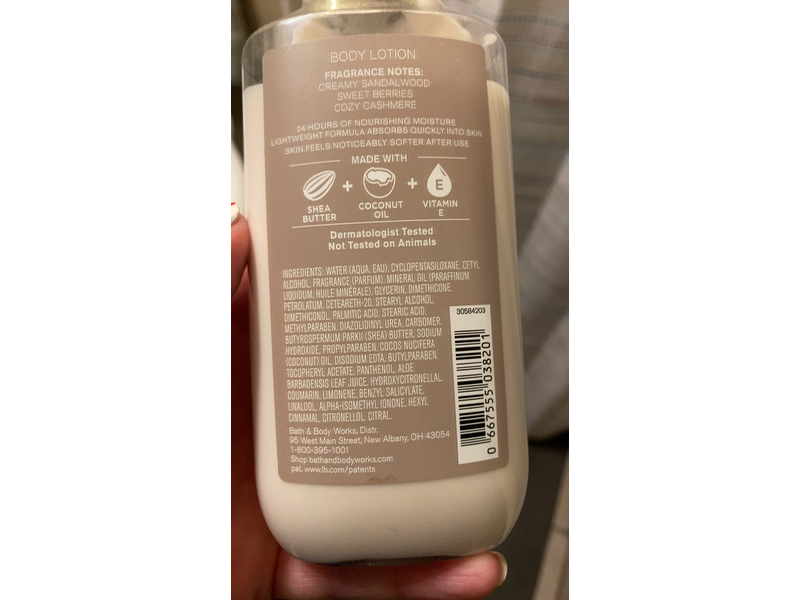 BODY LOTION
FRAGRANCE NOTES:
CREAMY SANDALWOOD
SWEET BERRIES
COZY CASHMERE
24 HOURS OF NOURISHING MOISTURE
LIGHTWEIGHT FORMULA ABSORBS QUICKLY INTO SKIN
SKIN FEELS NOTICEABLY SOFTER AFTER USE
MADE WITH
SHEA BUTTER + COCONUT OIL + E VITAMIN E
Dermatologist Tested
Not Tested on Animals
INGREDIENTS: WATER (AQUA, EAU), CYCLOPENTASILOXANE, CETYL
ALCOHOL, FRAGRANCE (PARFUM), MINERAL OIL (PARAFFINUM
LIQUIDUM, HUILE MINÉRALE), GLYCERIN, DIMETHICONE,
PETROLATUM, CETEARETH-20, STEARYL ALCOHOL,
DIMETHICONOL, PALMITIC ACID, STEARIC ACID,
METHYLPARABEN, DIAZOLIDINYL UREA, CARBOMER,
BUTYROSPERMUM PARKII (SHEA) BUTTER, SODIUM
HYDROXIDE, PROPYLPARABEN, COCOS NUCIFERA
(COCONUT) OIL, DISODIUM EDTA, BUTYLPARABEN,
TOCOPHERYL ACETATE, PANTHENOL, ALOE
BARBADENSIS LEAF JUICE, HYDROXYCITRONELLAL,
COUMARIN, LIMONENE, BENZYL SALICYLATE,
LINALOOL, ALPHA-ISOMETHYL IONONE, HEXYL
CINNAMAL, CITRONELLOL, CITRAL.
Bath & Body Works, Distr.
95 West Main Street, New Albany, OH 43054
1-800-395-1001
Shop bathandbodyworks.com
pat. www.lb.com/patents
30584203
0 667555 038201